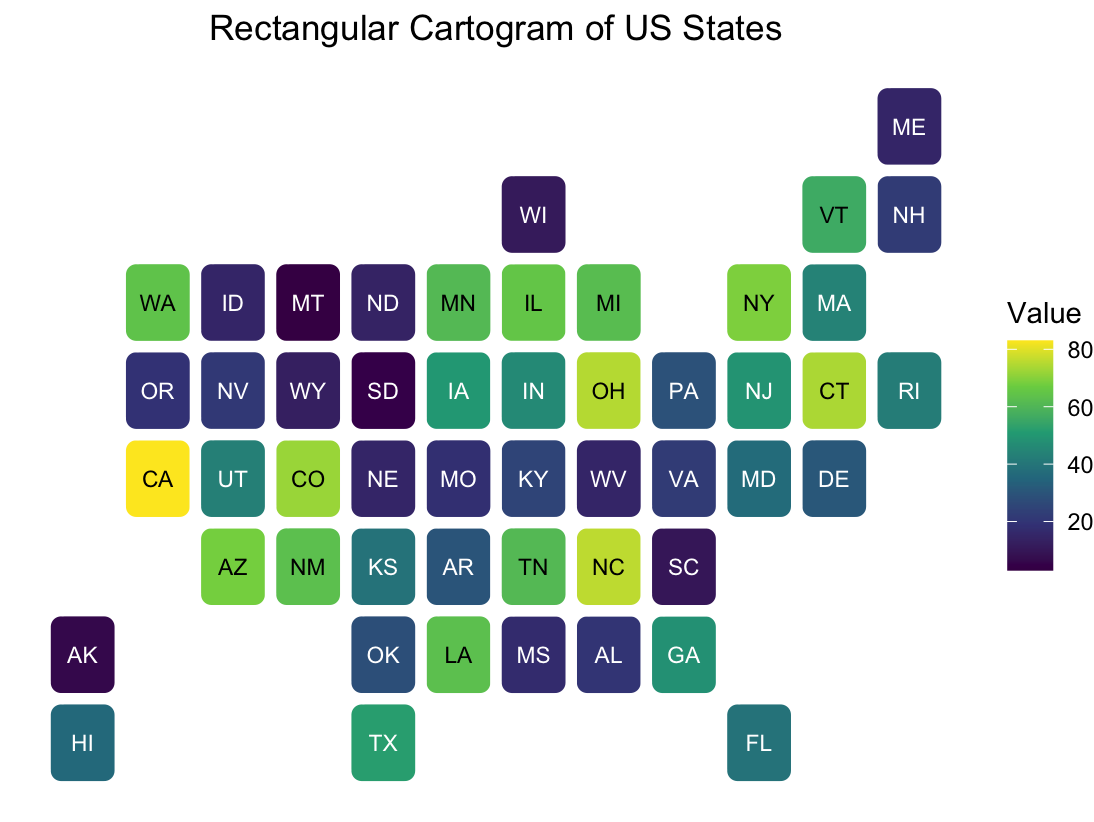 Rectangular Cartogram of US States
ME
WI VT NH
WA ID MT ND MN IL MI NY MA
OR NV WY SD IA IN OH PA NJ CT RI
CA UT CO NE MO KY WV VA MD DE
AZ NM KS AR TN NC SC
AK OK LA MS AL GA
HI TX FL
Value
80
60
40
20